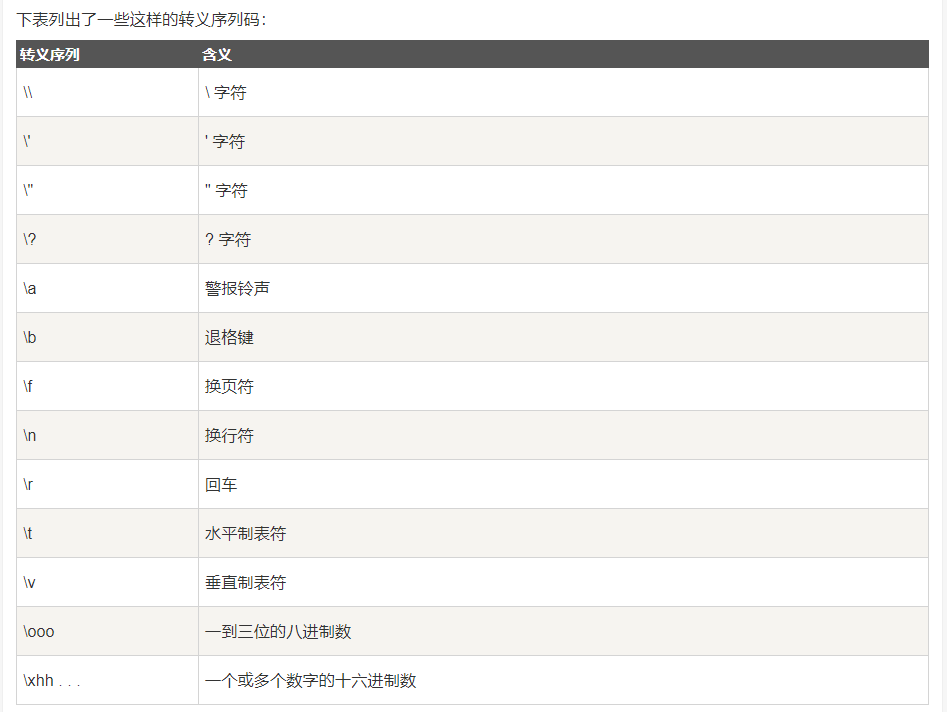 下表列出了一些这样的转义序列码：
转义序列 含义
\\ \ 字符
\' ' 字符
\" " 字符
\? ? 字符
\a 警报铃声
\b 退格键
\f 换页符
\n 换行符
\r 回车
\t 水平制表符
\v 垂直制表符
\ooo 一到三位的八进制数
\xhh . . . 一个或多个数字的十六进制数